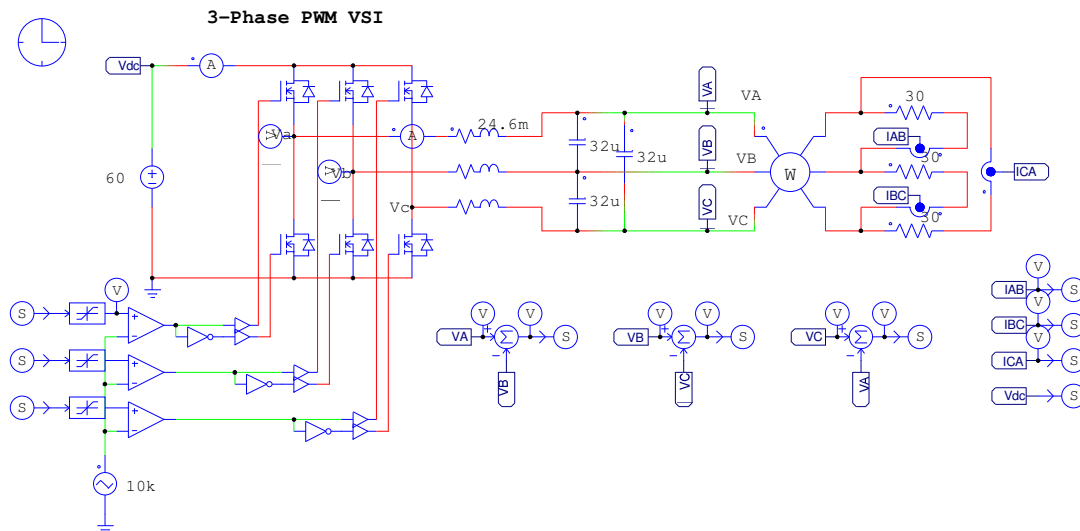 3-Phase PWM VSI
Vdc
A
60
Va
V
Vb
V
Vc
A
24.6m
32u
32u
32u
VA
VB
VC
VA
VB
VC
W
30
IAB
30
IBC
30
ICA
S
V
S
S
10k
VA
V
V
S
VB
VB
V
V
S
VC
VC
V
V
S
VA
V
IAB
S
V
IBC
S
V
ICA
S
Vdc
S